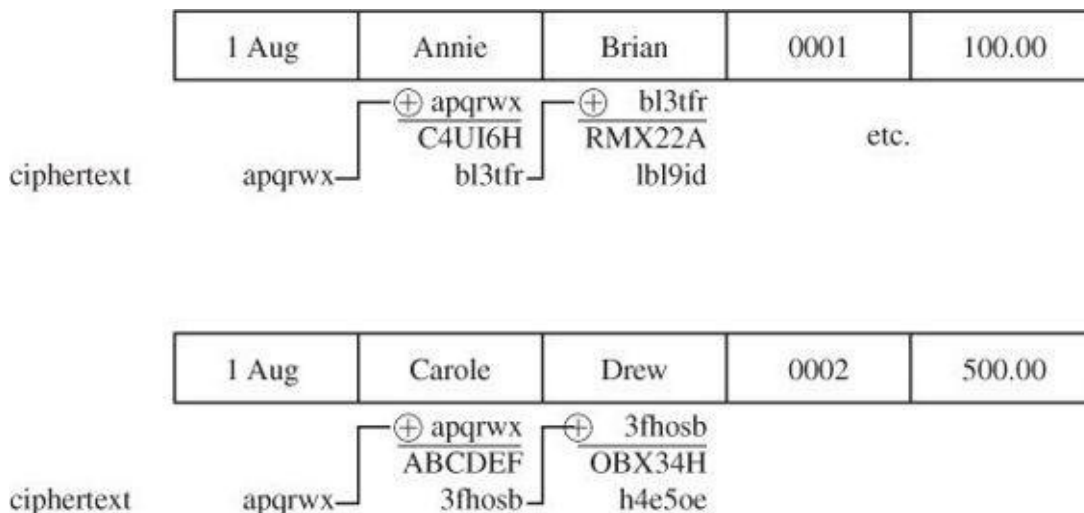 1 Aug Annie Brian 0001 100.00
⊕ apqrwx ⊕ bl3tfr
C4UI6H RMX22A etc.
ciphertext apqrwx bl3tfr lbl9id
1 Aug Carole Drew 0002 500.00
⊕ apqrwx ⊕ 3fhosb
ABCDEF OBX34H
ciphertext apqrwx 3fhosb h4e5oe